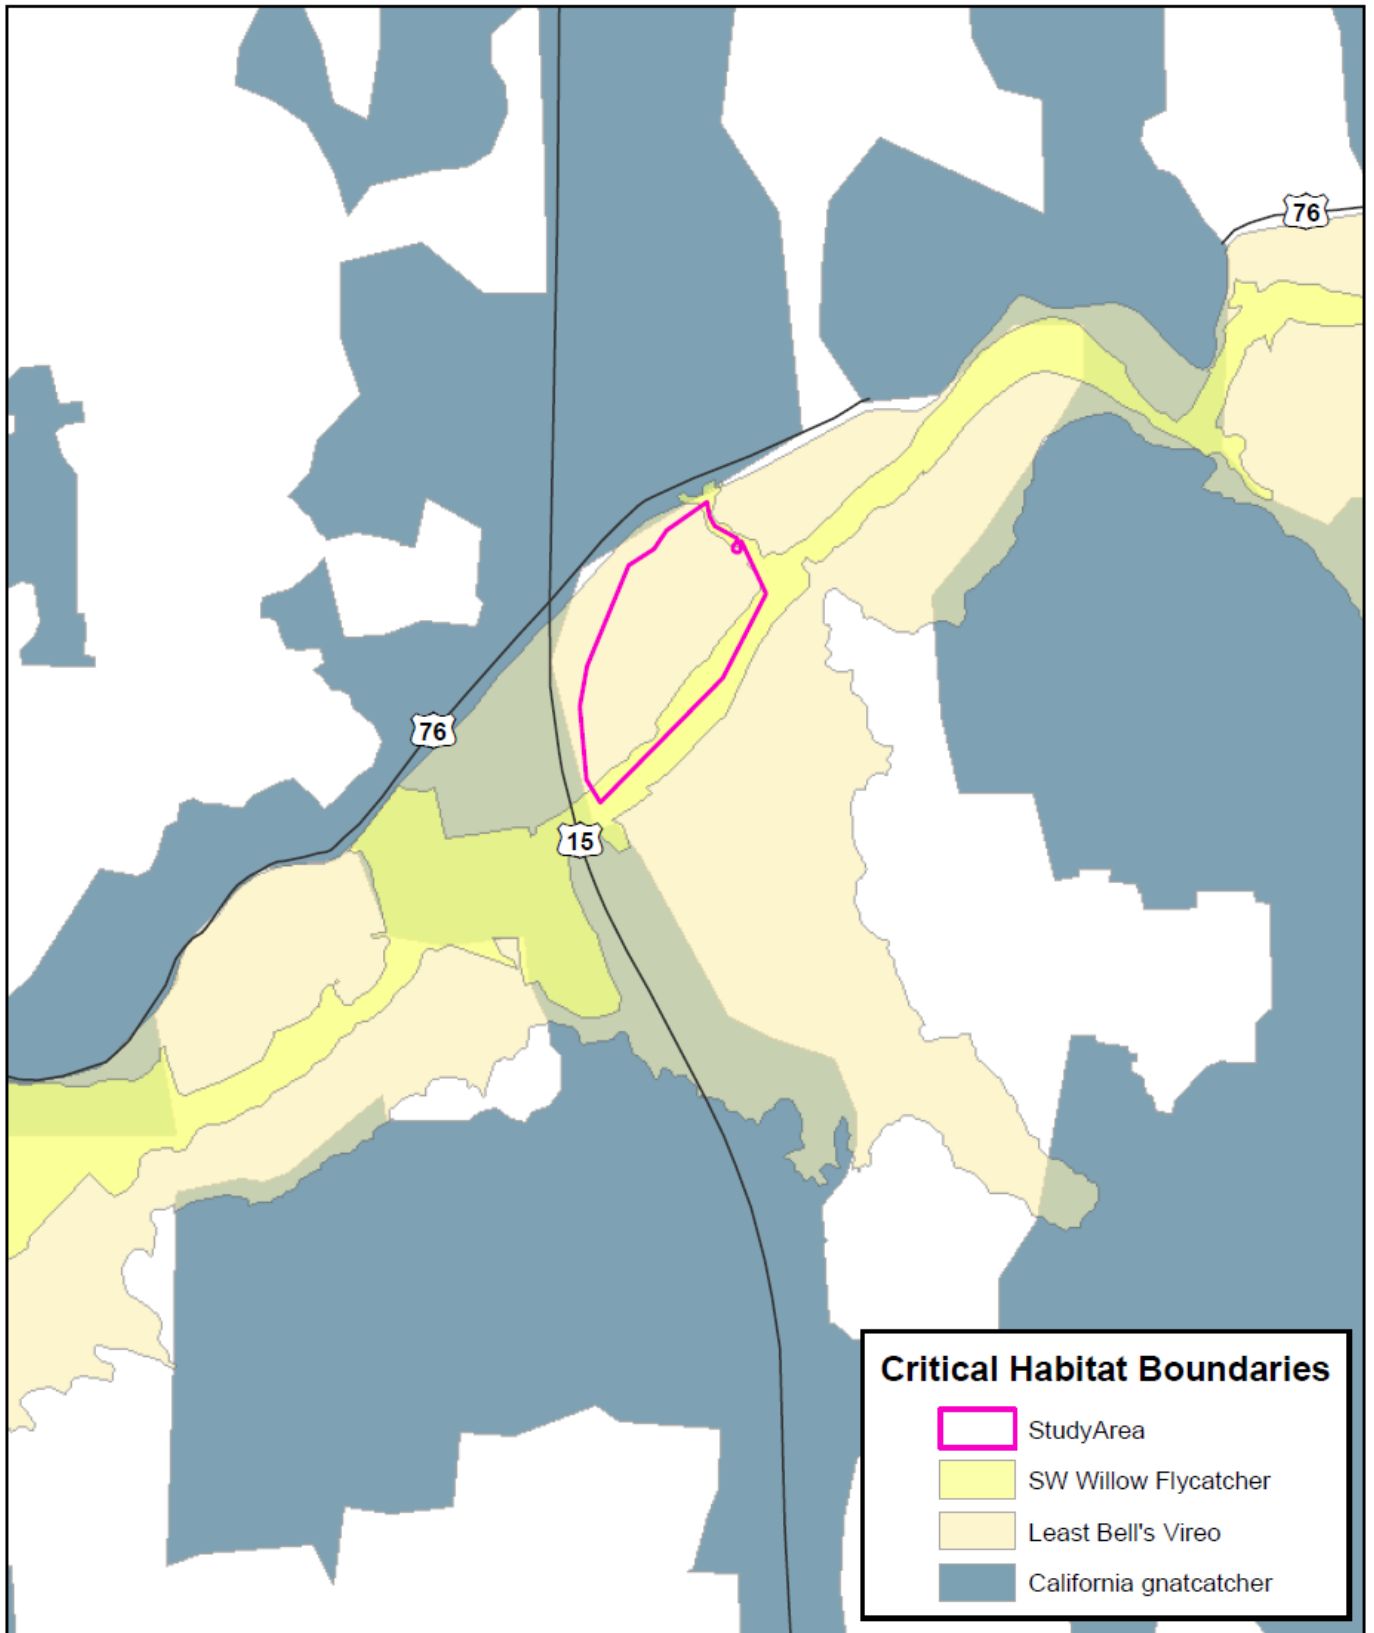 76
76
15
Critical Habitat Boundaries
StudyArea
SW Willow Flycatcher
Least Bell's Vireo
California gnatcatcher